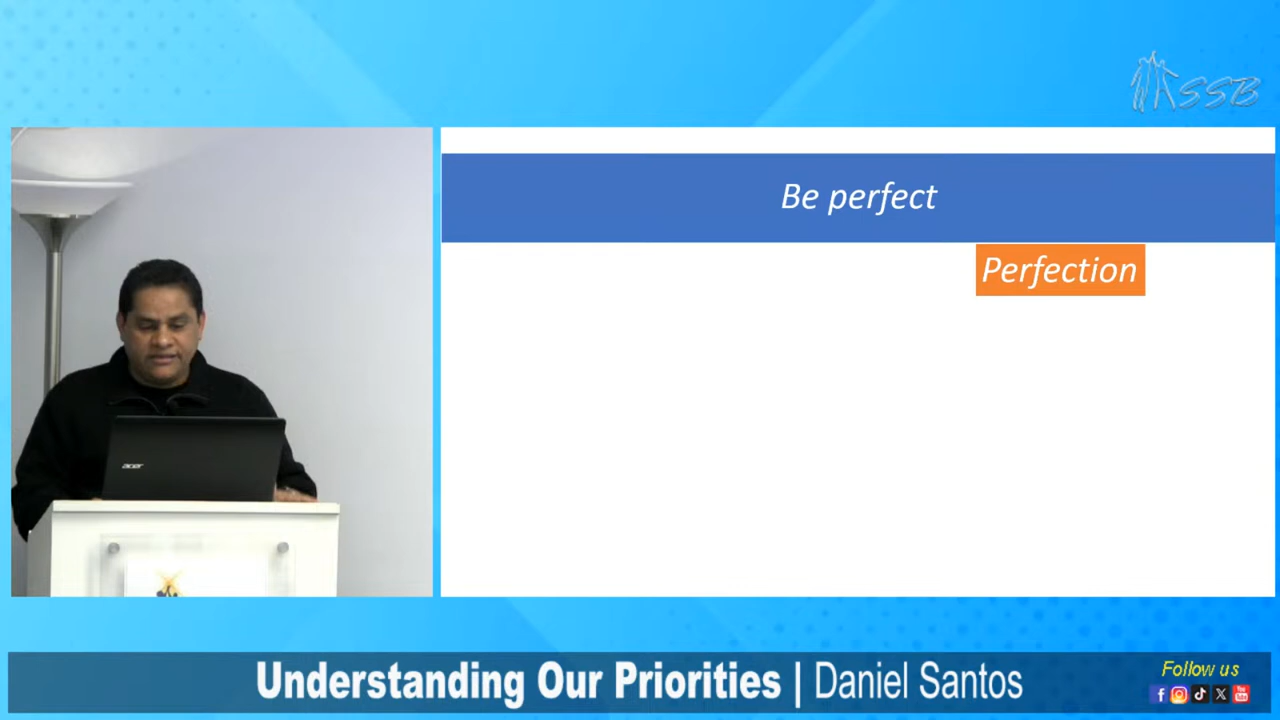 SSB
Be perfect
Perfection
acer
Understanding Our Priorities | Daniel Santos
Follow us